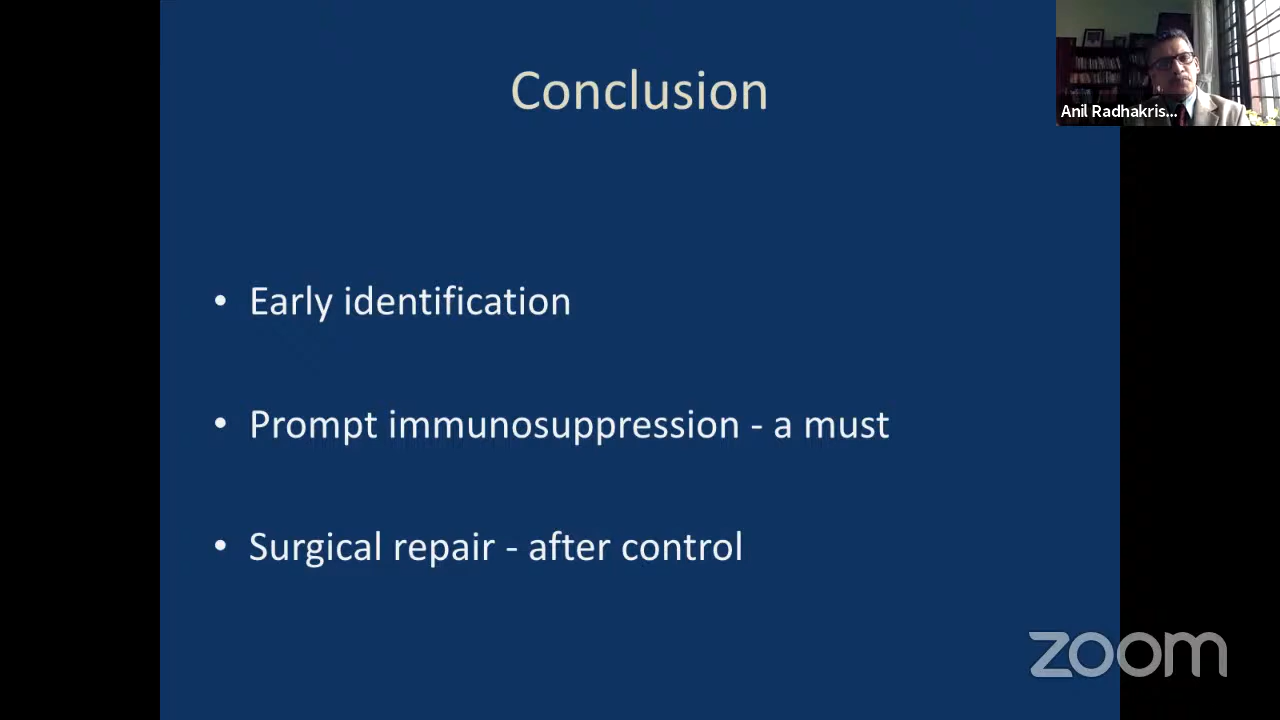 Conclusion
Anil Radhakris...
• Early identification
• Prompt immunosuppression - a must
• Surgical repair - after control
zoom